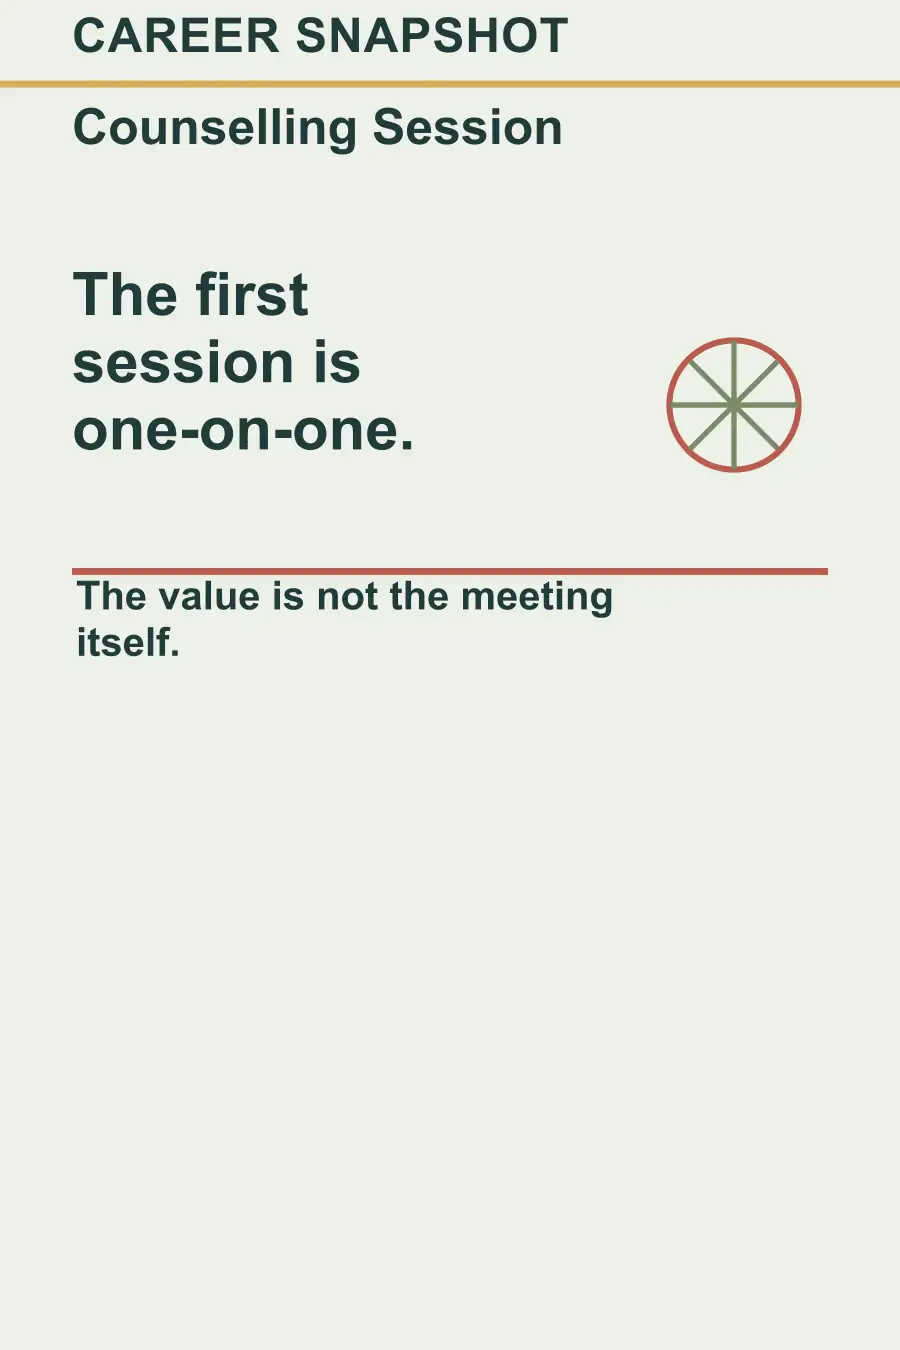 CAREER SNAPSHOT
Counselling Session
The first
session is
one-on-one.
The value is not the meeting
itself.